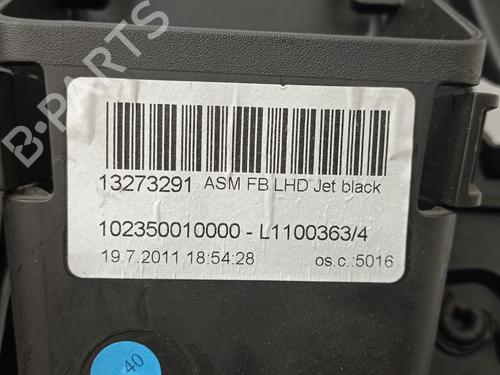 B-PARTS
13273291 ASM FB LHD Jet black
102350010000 - L1100363/4
19.7.2011 18:54:28 os.c.:5016
40